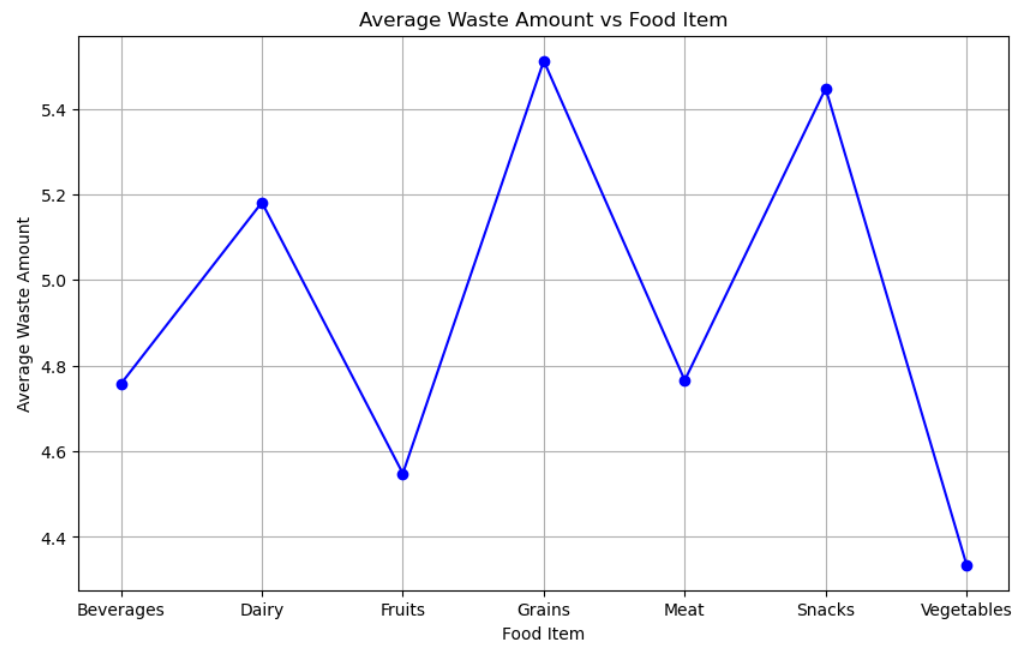 Average Waste Amount vs Food Item
Average Waste Amount
5.4
5.2
5.0
4.8
4.6
4.4
Beverages Dairy Fruits Grains Meat Snacks Vegetables
Food Item